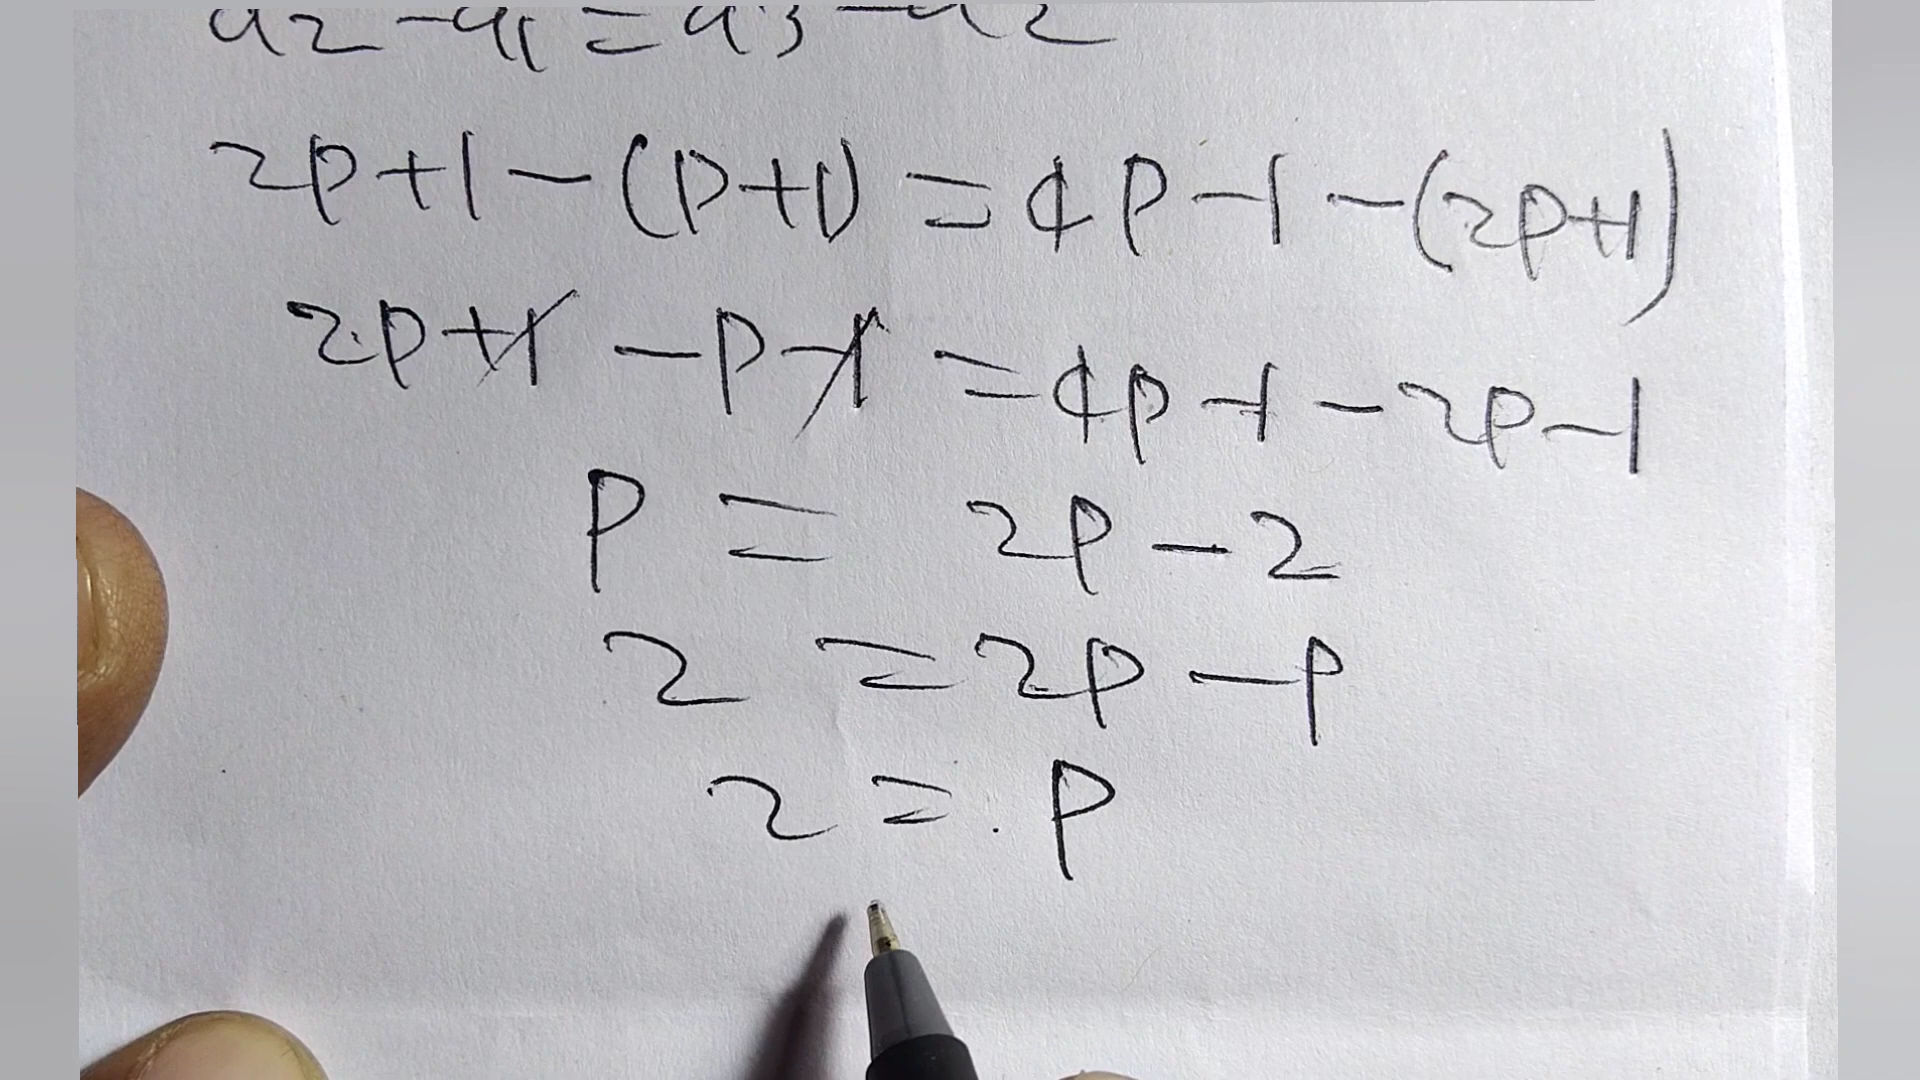 a2-a1=a3-a2
2p+1-(p+1)=4p-1-(2p+1)
2p+1-p-1=4p-1-2p-1
p=2p-2
2=2p-p
2=p